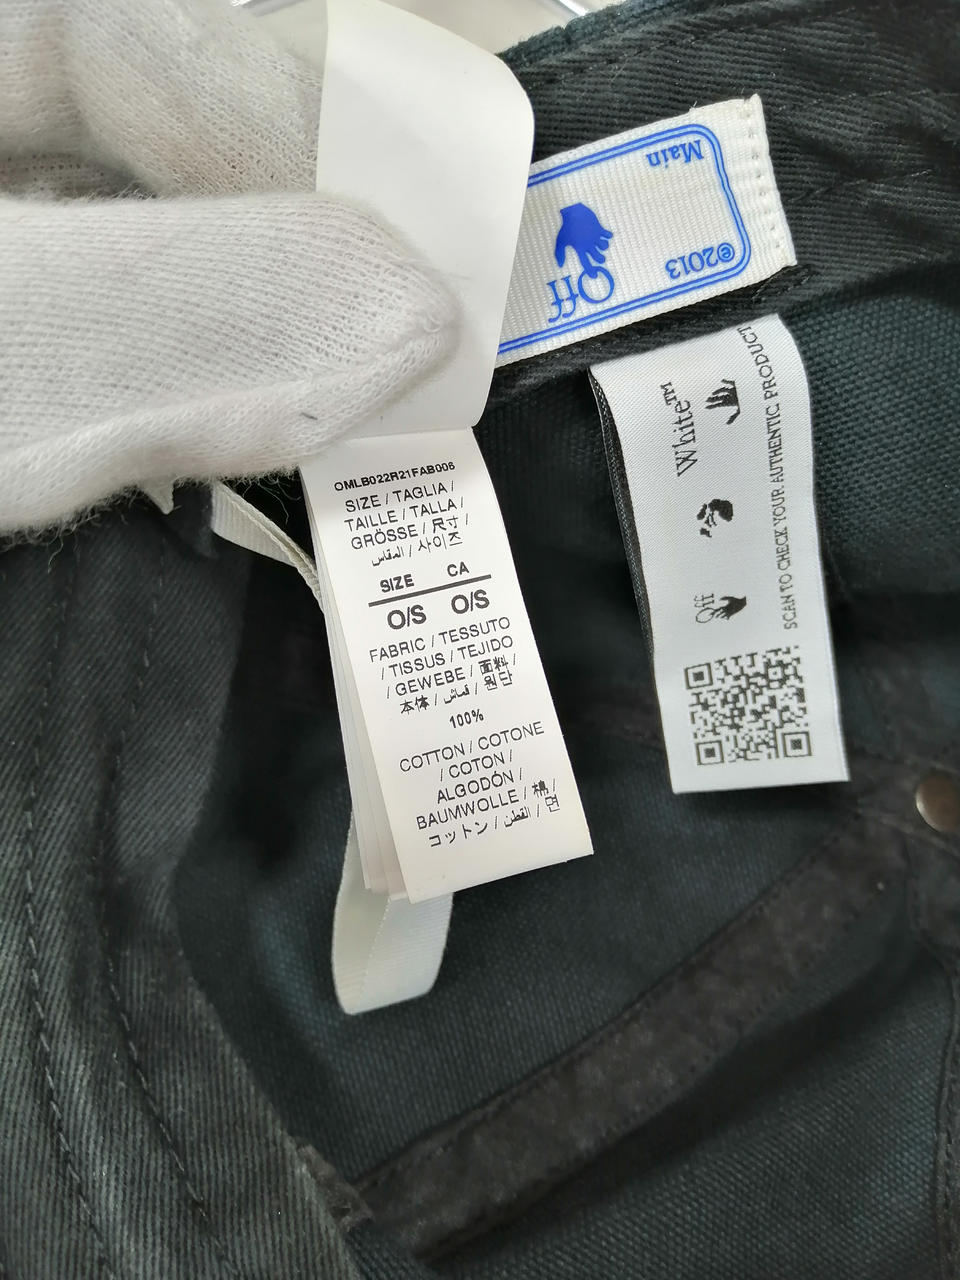 Main
Off
©2013
OMLB022R21FAB006
SIZE / TAGLIA /
TAILLE / TALLA /
GRÖSSE / 尺寸 /
المقاس / 사이즈
SIZE CA
O/S O/S
FABRIC / TESSUTO
/ TISSUS / TEJIDO
/ GEWEBE / 面料 /
本体 / قماش / 원단
100%
COTTON / COTONE
/ COTON /
ALGODÓN /
BAUMWOLLE / 棉 /
コットン / القطن / 면
Off White™
SCAN TO CHECK YOUR AUTHENTIC PRODUCT